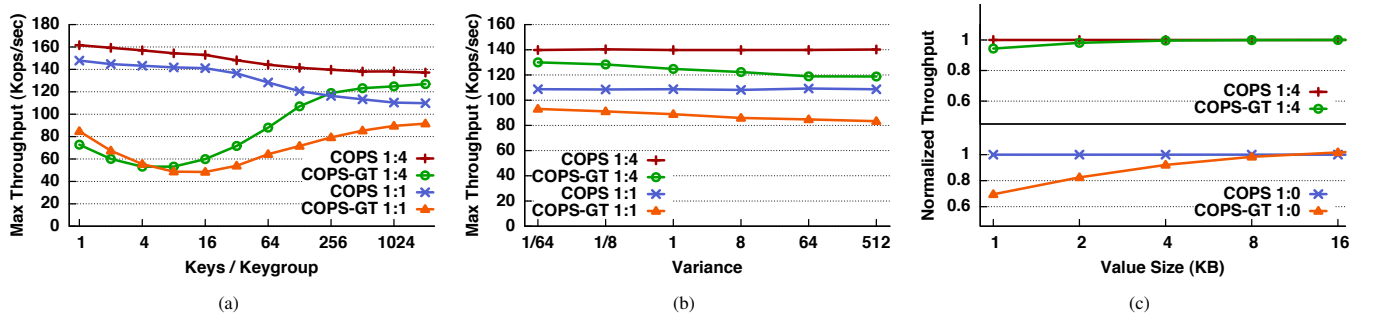 Max Throughput (Kops/sec)
180
160
140
120
100
80
60
40
20
0
COPS 1:4
COPS-GT 1:4
COPS 1:1
COPS-GT 1:1
1 4 16 64 256 1024
Keys / Keygroup
(a)
Max Throughput (Kops/sec)
160
140
120
100
80
60
40
20
0
COPS 1:4
COPS-GT 1:4
COPS 1:1
COPS-GT 1:1
1/64 1/8 1 8 64 512
Variance
(b)
Normalized Throughput
1
0.8
0.6
COPS 1:4
COPS-GT 1:4
1
0.8
0.6
COPS 1:0
COPS-GT 1:0
1 2 4 8 16
Value Size (KB)
(c)